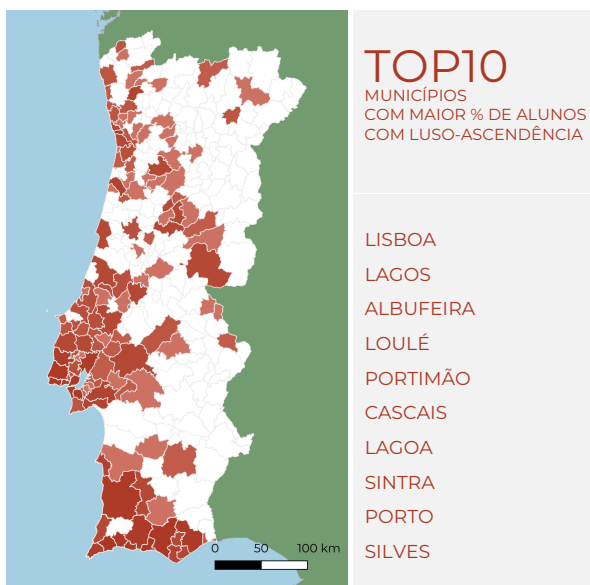 TOP10
MUNICÍPIOS
COM MAIOR % DE ALUNOS
COM LUSO-ASCENDÊNCIA
LISBOA
LAGOS
ALBUFEIRA
LOULÉ
PORTIMÃO
CASCAIS
LAGOA
SINTRA
PORTO
SILVES
0 50 100 km